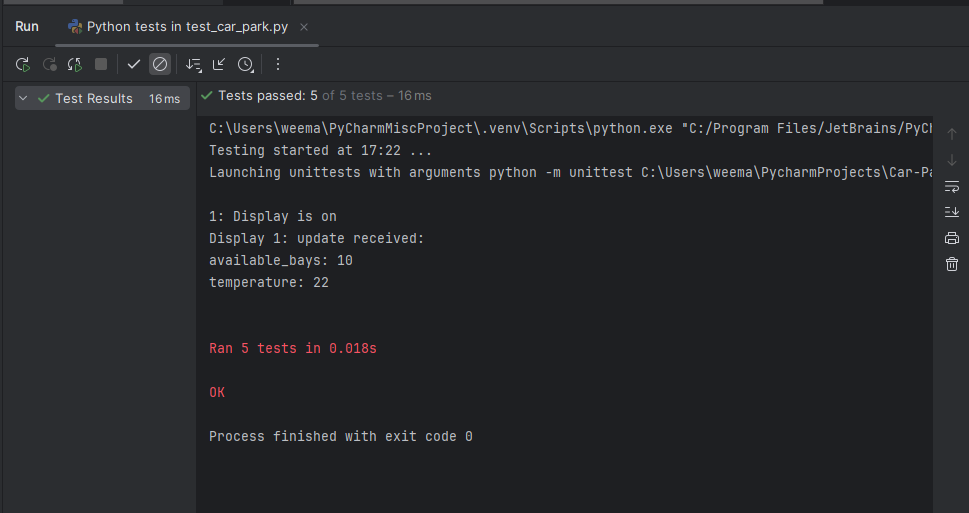 Run
Python tests in test_car_park.py
Test Results 16 ms
Tests passed: 5 of 5 tests – 16 ms
C:\Users\weema\PyCharmMiscProject\.venv\Scripts\python.exe "C:/Program Files/JetBrains/PyCh
Testing started at 17:22 ...
Launching unittests with arguments python -m unittest C:\Users\weema\PycharmProjects\Car-Pa
1: Display is on
Display 1: update received:
available_bays: 10
temperature: 22
Ran 5 tests in 0.018s
OK
Process finished with exit code 0